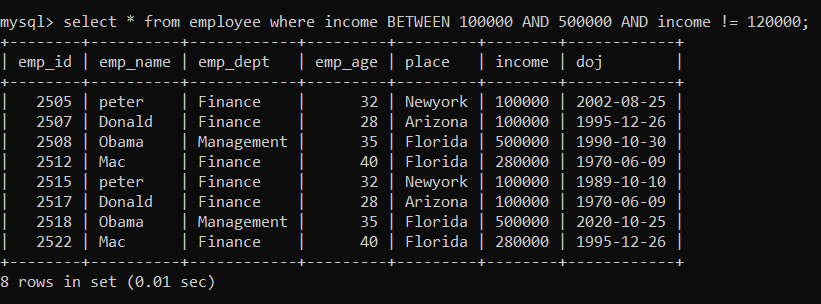 mysql> select * from employee where income BETWEEN 100000 AND 500000 AND income != 120000;
+--------+----------+------------+---------+---------+--------+------------+
| emp_id | emp_name | emp_dept   | emp_age | place   | income | doj        |
+--------+----------+------------+---------+---------+--------+------------+
|   2505 | peter    | Finance    |      32 | Newyork | 100000 | 2002-08-25 |
|   2507 | Donald   | Finance    |      28 | Arizona | 100000 | 1995-12-26 |
|   2508 | Obama    | Management |      35 | Florida | 500000 | 1990-10-30 |
|   2512 | Mac      | Finance    |      40 | Florida | 280000 | 1970-06-09 |
|   2515 | peter    | Finance    |      32 | Newyork | 100000 | 1989-10-10 |
|   2517 | Donald   | Finance    |      28 | Arizona | 100000 | 1970-06-09 |
|   2518 | Obama    | Management |      35 | Florida | 500000 | 2020-10-25 |
|   2522 | Mac      | Finance    |      40 | Florida | 280000 | 1995-12-26 |
+--------+----------+------------+---------+---------+--------+------------+
8 rows in set (0.01 sec)